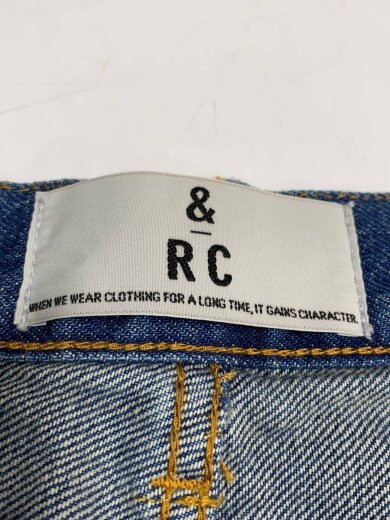 &
RC
WHEN WE WEAR CLOTHING FOR A LONG TIME, IT GAINS CHARACTER.